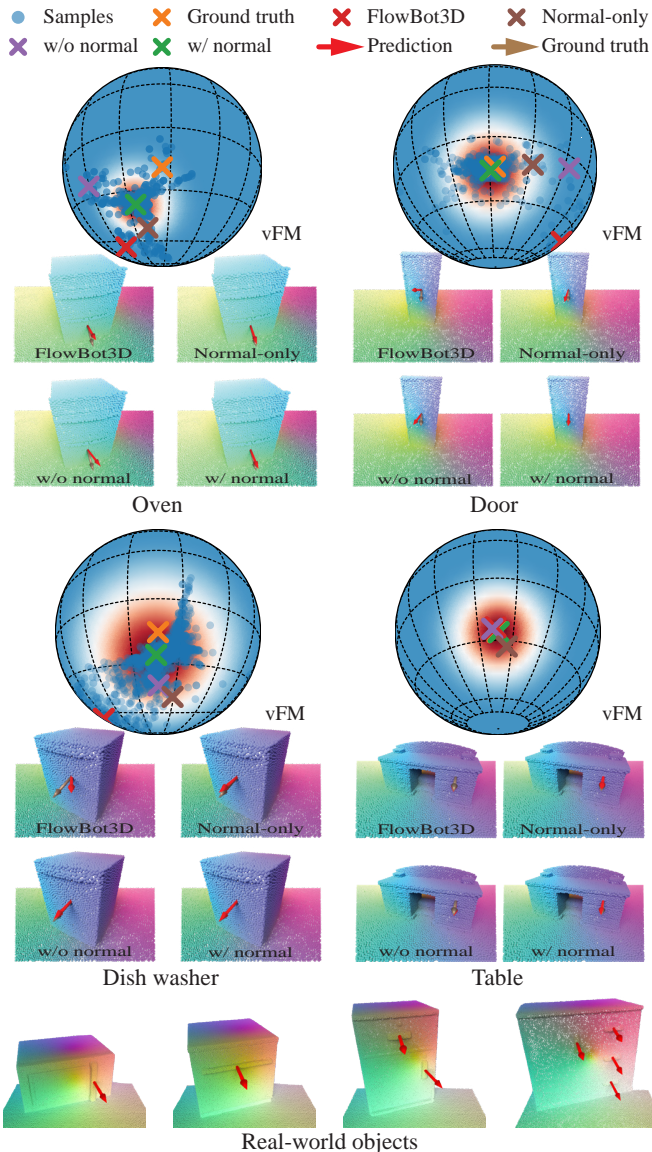 Samples Ground truth FlowBot3D Normal-only
w/o normal w/ normal Prediction Ground truth
vFM vFM
FlowBot3D Normal-only FlowBot3D Normal-only
w/o normal w/ normal w/o normal w/ normal
Oven Door
vFM vFM
FlowBot3D Normal-only FlowBot3D Normal-only
w/o normal w/ normal w/o normal w/ normal
Dish washer Table
Real-world objects